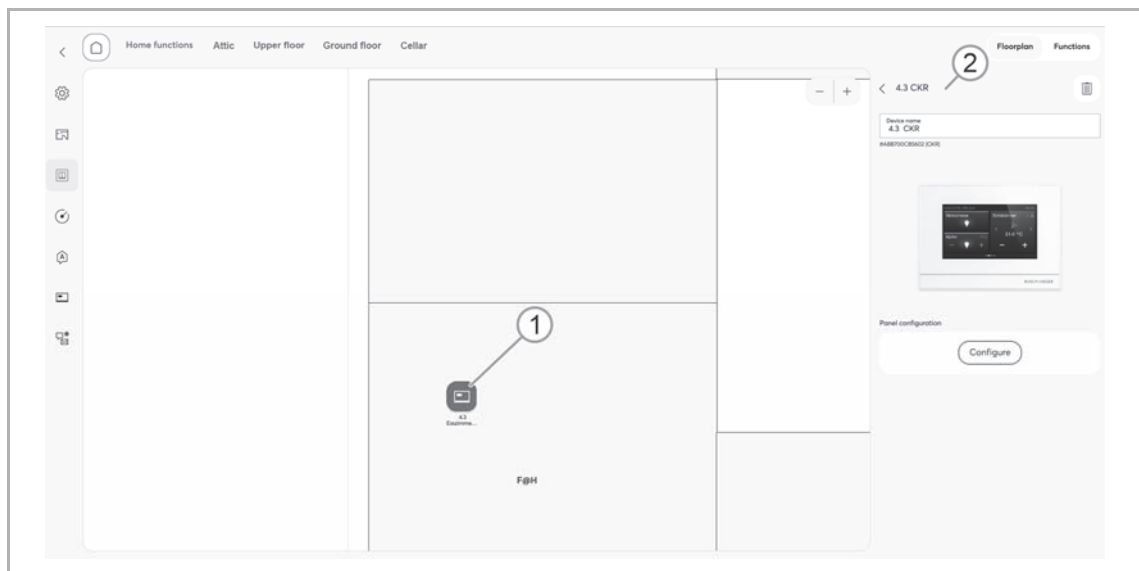 Home functions Attic Upper floor Ground floor Cellar
Floorplan Functions
2
4.3 CKR
Device name
4.3 CKR
1
4.3
F@H
Panel configuration
Configure